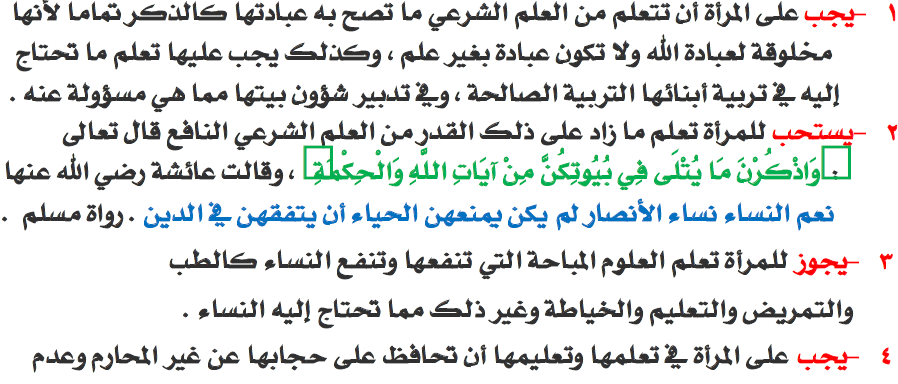 ١ -يجب على المرأة أن تتعلم من العلم الشرعي ما تصح به عبادتها كالذكر تماما لأنها
مخلوقة لعبادة الله ولا تكون عبادة بغير علم ، وكذلك يجب عليها تعلم ما تحتاج
إليه في تربية أبنائها التربية الصالحة ، وفي تدبير شؤون بيتها مما هي مسؤولة عنه .
٢ -يستحب للمرأة تعلم ما زاد على ذلك القدر من العلم الشرعي النافع قال تعالى
وَاذْكُرْنَ مَا يُتْلَى فِي بُيُوتِكُنَّ مِنْ آيَاتِ اللَّهِ وَالْحِكْمَةِ ، وقالت عائشة رضي الله عنها
نعم النساء نساء الأنصار لم يكن يمنعهن الحياء أن يتفقهن في الدين . رواة مسلم .
٣ -يجوز للمرأة تعلم العلوم المباحة التي تنفعها وتنفع النساء كالطب
والتمريض والتعليم والخياطة وغير ذلك مما تحتاج إليه النساء .
٤ -يجب على المرأة في تعلمها وتعليمها أن تحافظ على حجابها عن غير المحارم وعدم